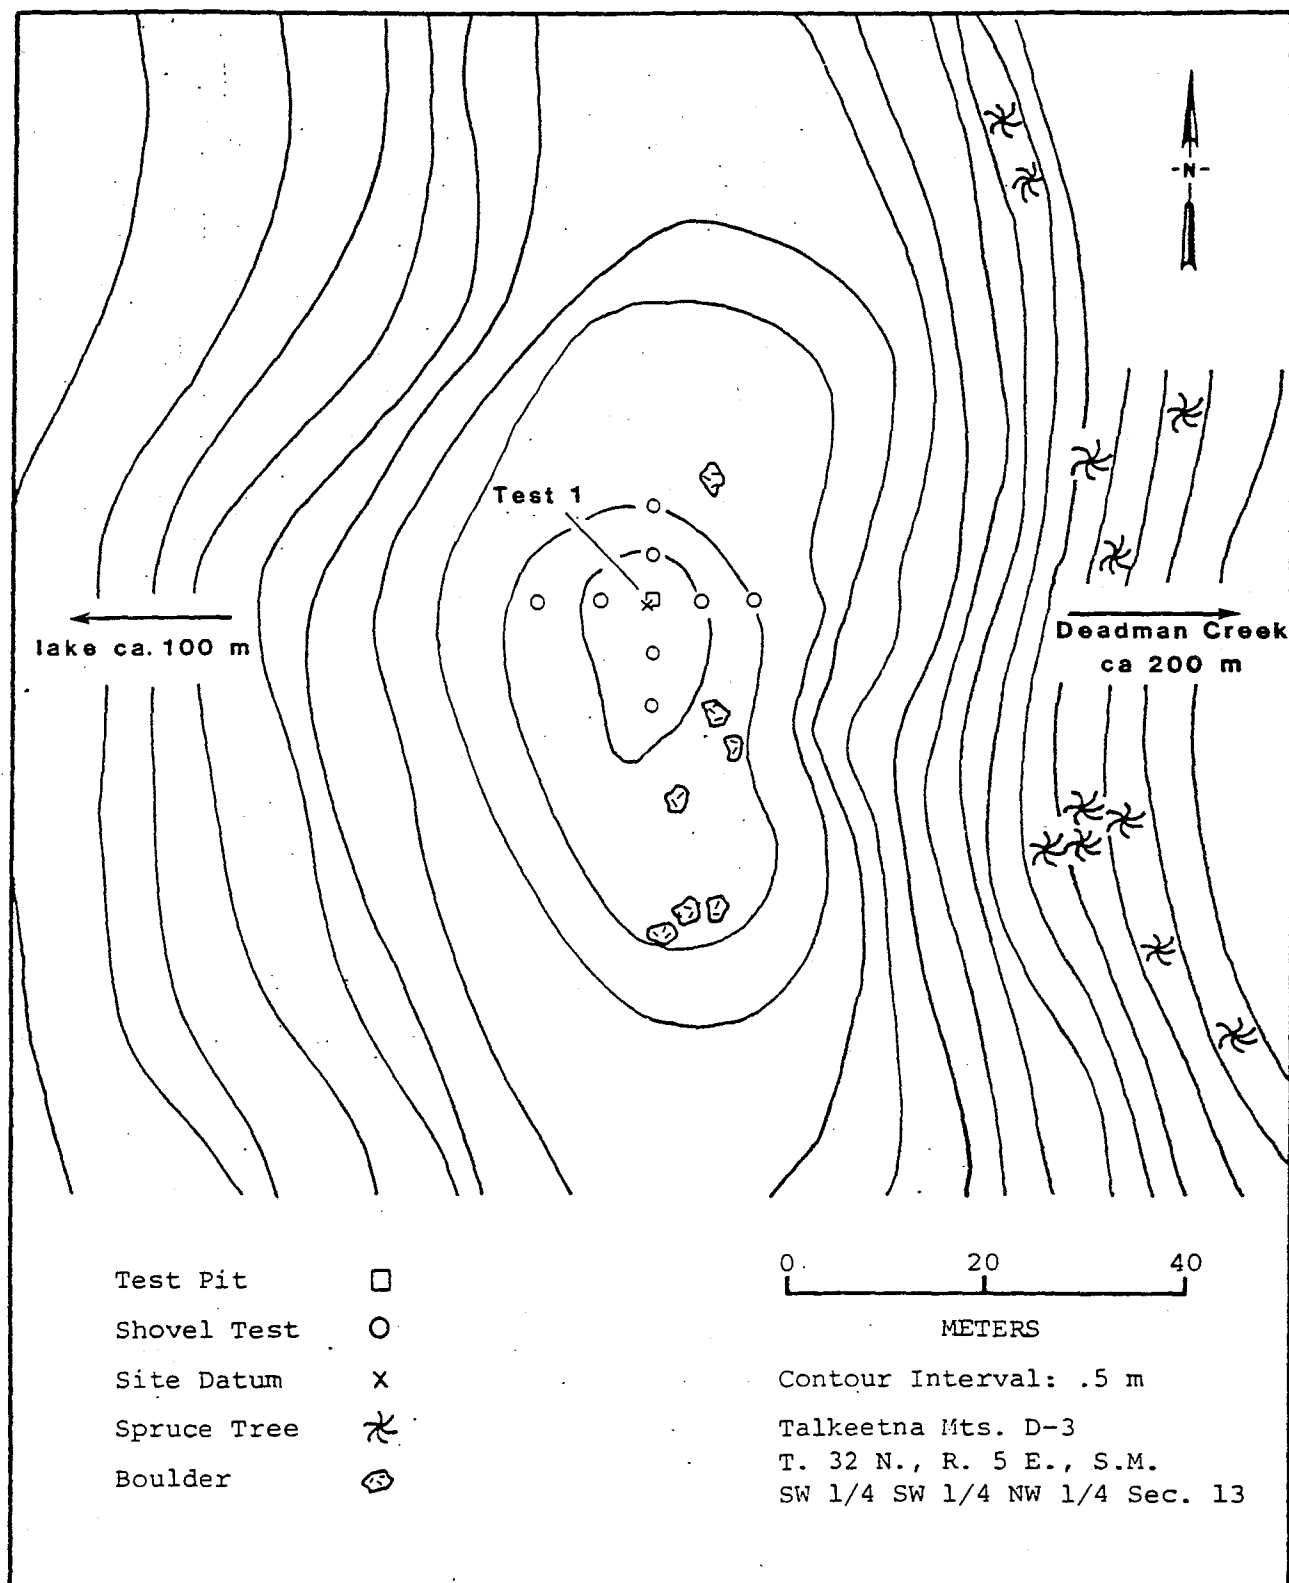 -N-
Test 1
lake ca. 100 m
Deadman Creek
ca 200 m
Test Pit
Shovel Test
Site Datum
Spruce Tree
Boulder
0 20 40
METERS
Contour Interval: .5 m
Talkeetna Mts. D-3
T. 32 N., R. 5 E., S.M.
SW 1/4 SW 1/4 NW 1/4 Sec. 13